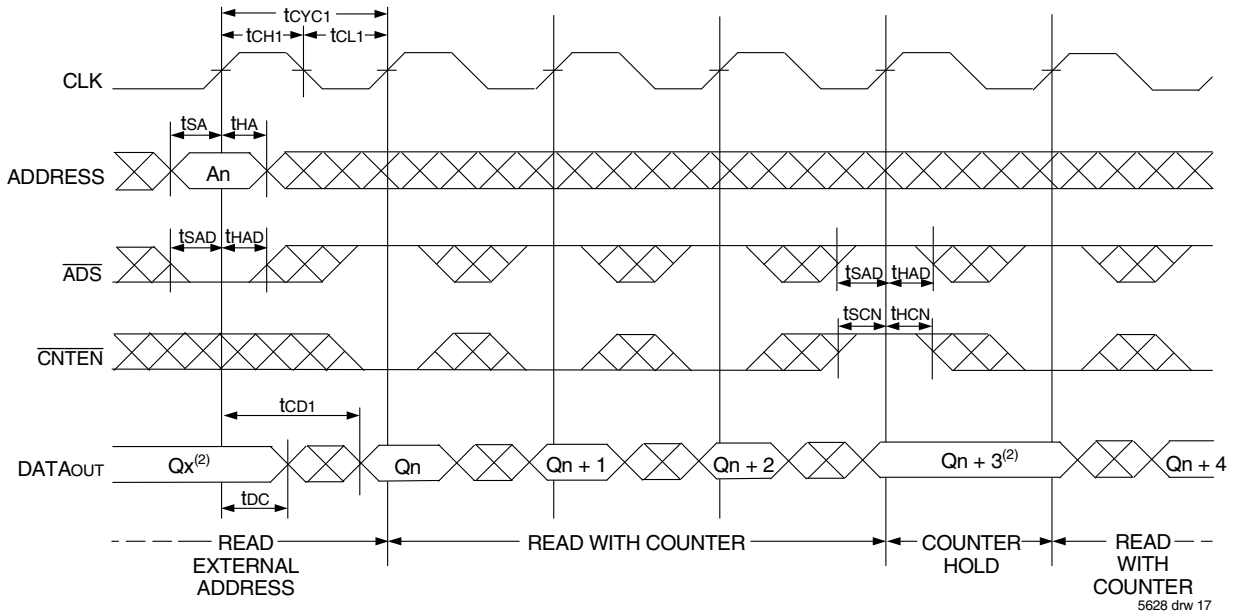 tCYC1
tCH1 tCL1
CLK
tSA tHA
ADDRESS An
tSAD tHAD
ADS
tSAD tHAD
tSCN tHCN
CNTEN
tCD1
DATAOUT Qx(2) Qn Qn + 1 Qn + 2 Qn + 3(2) Qn + 4
tDC
READ EXTERNAL ADDRESS
READ WITH COUNTER
COUNTER HOLD
READ WITH COUNTER
5628 drw 17